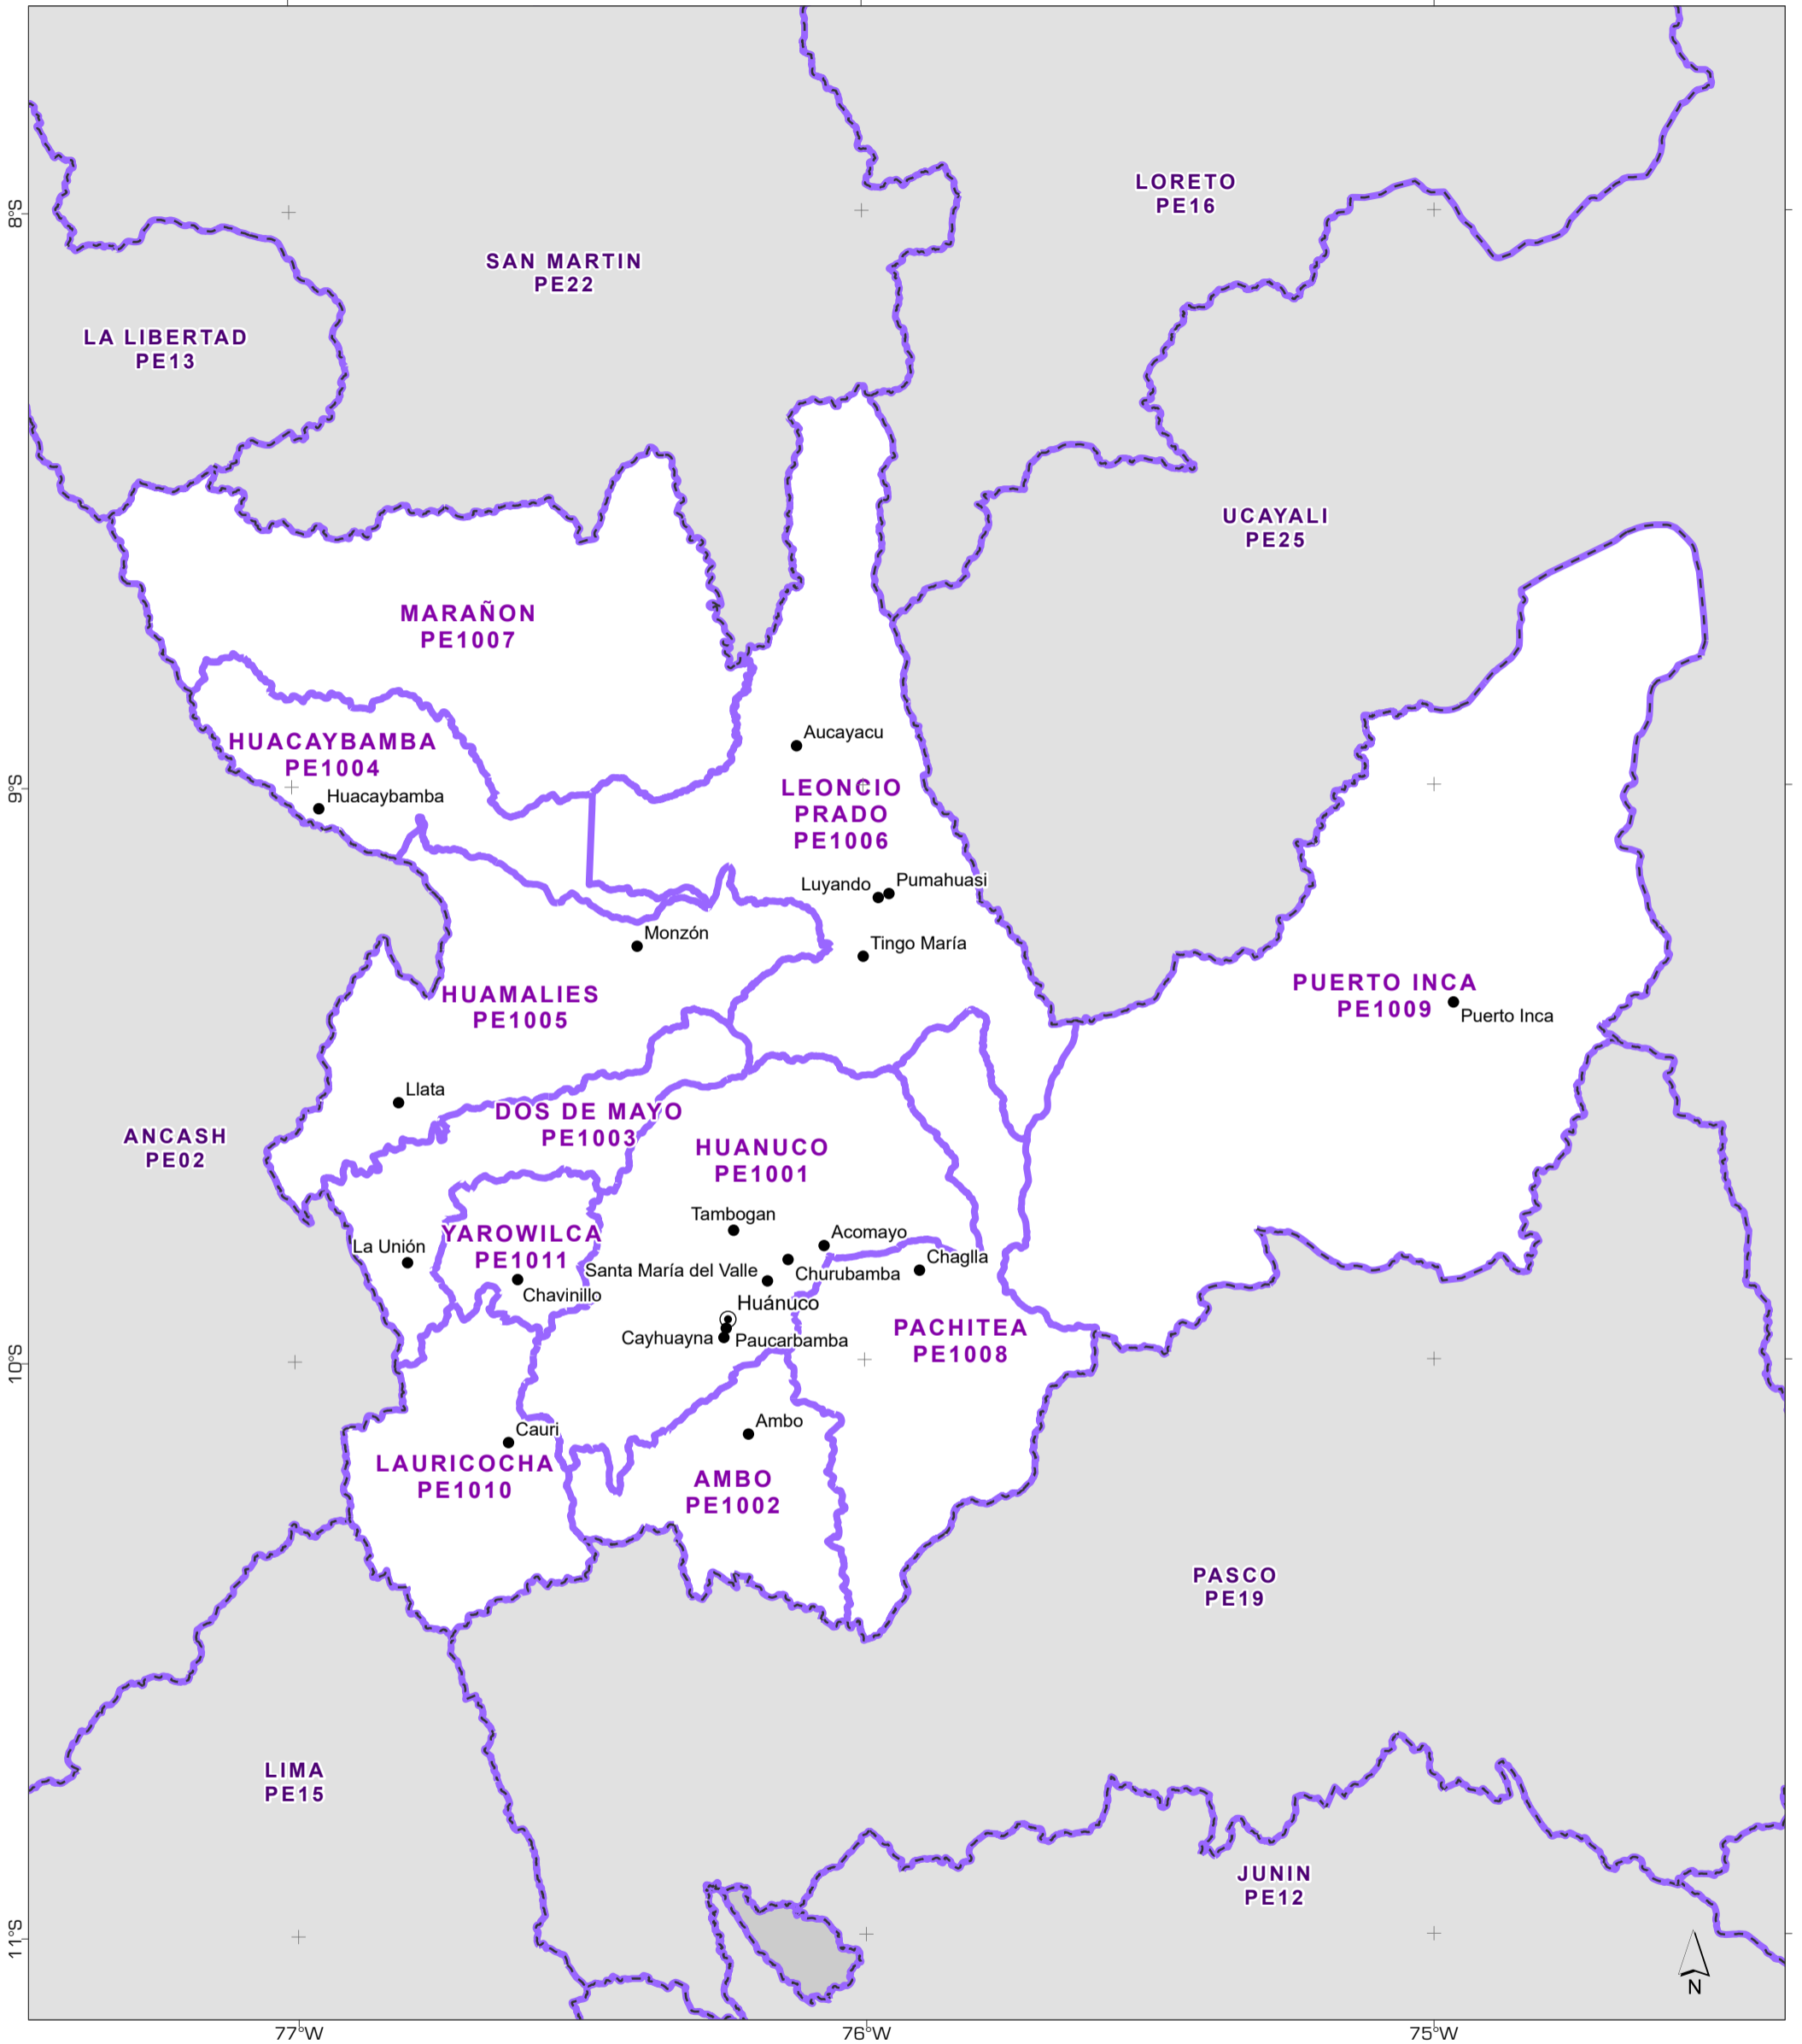 LORETO
PE16
8°S
SAN MARTIN
PE22
LA LIBERTAD
PE13
UCAYALI
PE25
MARAÑON
PE1007
HUACAYBAMBA
PE1004
Aucayacu
9°S
Huacaybamba
LEONCIO
PRADO
PE1006
Luyando
Pumahuasi
Monzón
Tingo María
HUAMALIES
PE1005
PUERTO INCA
PE1009
Puerto Inca
Llata
DOS DE MAYO
PE1003
ANCASH
PE02
HUANUCO
PE1001
Tambogan
YAROWILCA
PE1011
La Unión
Acomayo
Chaglla
Santa María del Valle
Churubamba
Chavinillo
Huánuco
Cayhuayna
Paucarbamba
PACHITEA
PE1008
10°S
Ambo
Cauri
LAURICOCHA
PE1010
AMBO
PE1002
PASCO
PE19
LIMA
PE15
JUNIN
PE12
11°S
N
77°W
76°W
75°W